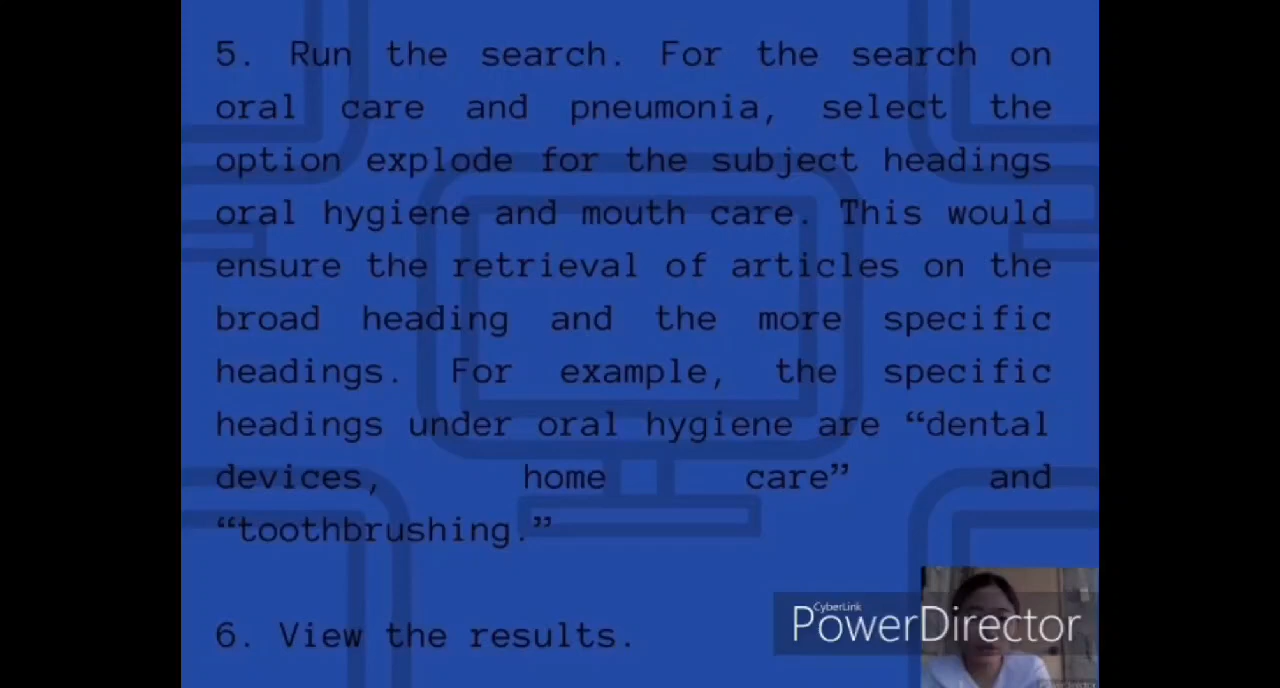 5. Run the search. For the search on
oral care and pneumonia, select the
option explode for the subject headings
oral hygiene and mouth care. This would
ensure the retrieval of articles on the
broad heading and the more specific
headings. For example, the specific
headings under oral hygiene are “dental
devices, home care” and
“toothbrushing.”
6. View the results.
CyberLink
PowerDirector